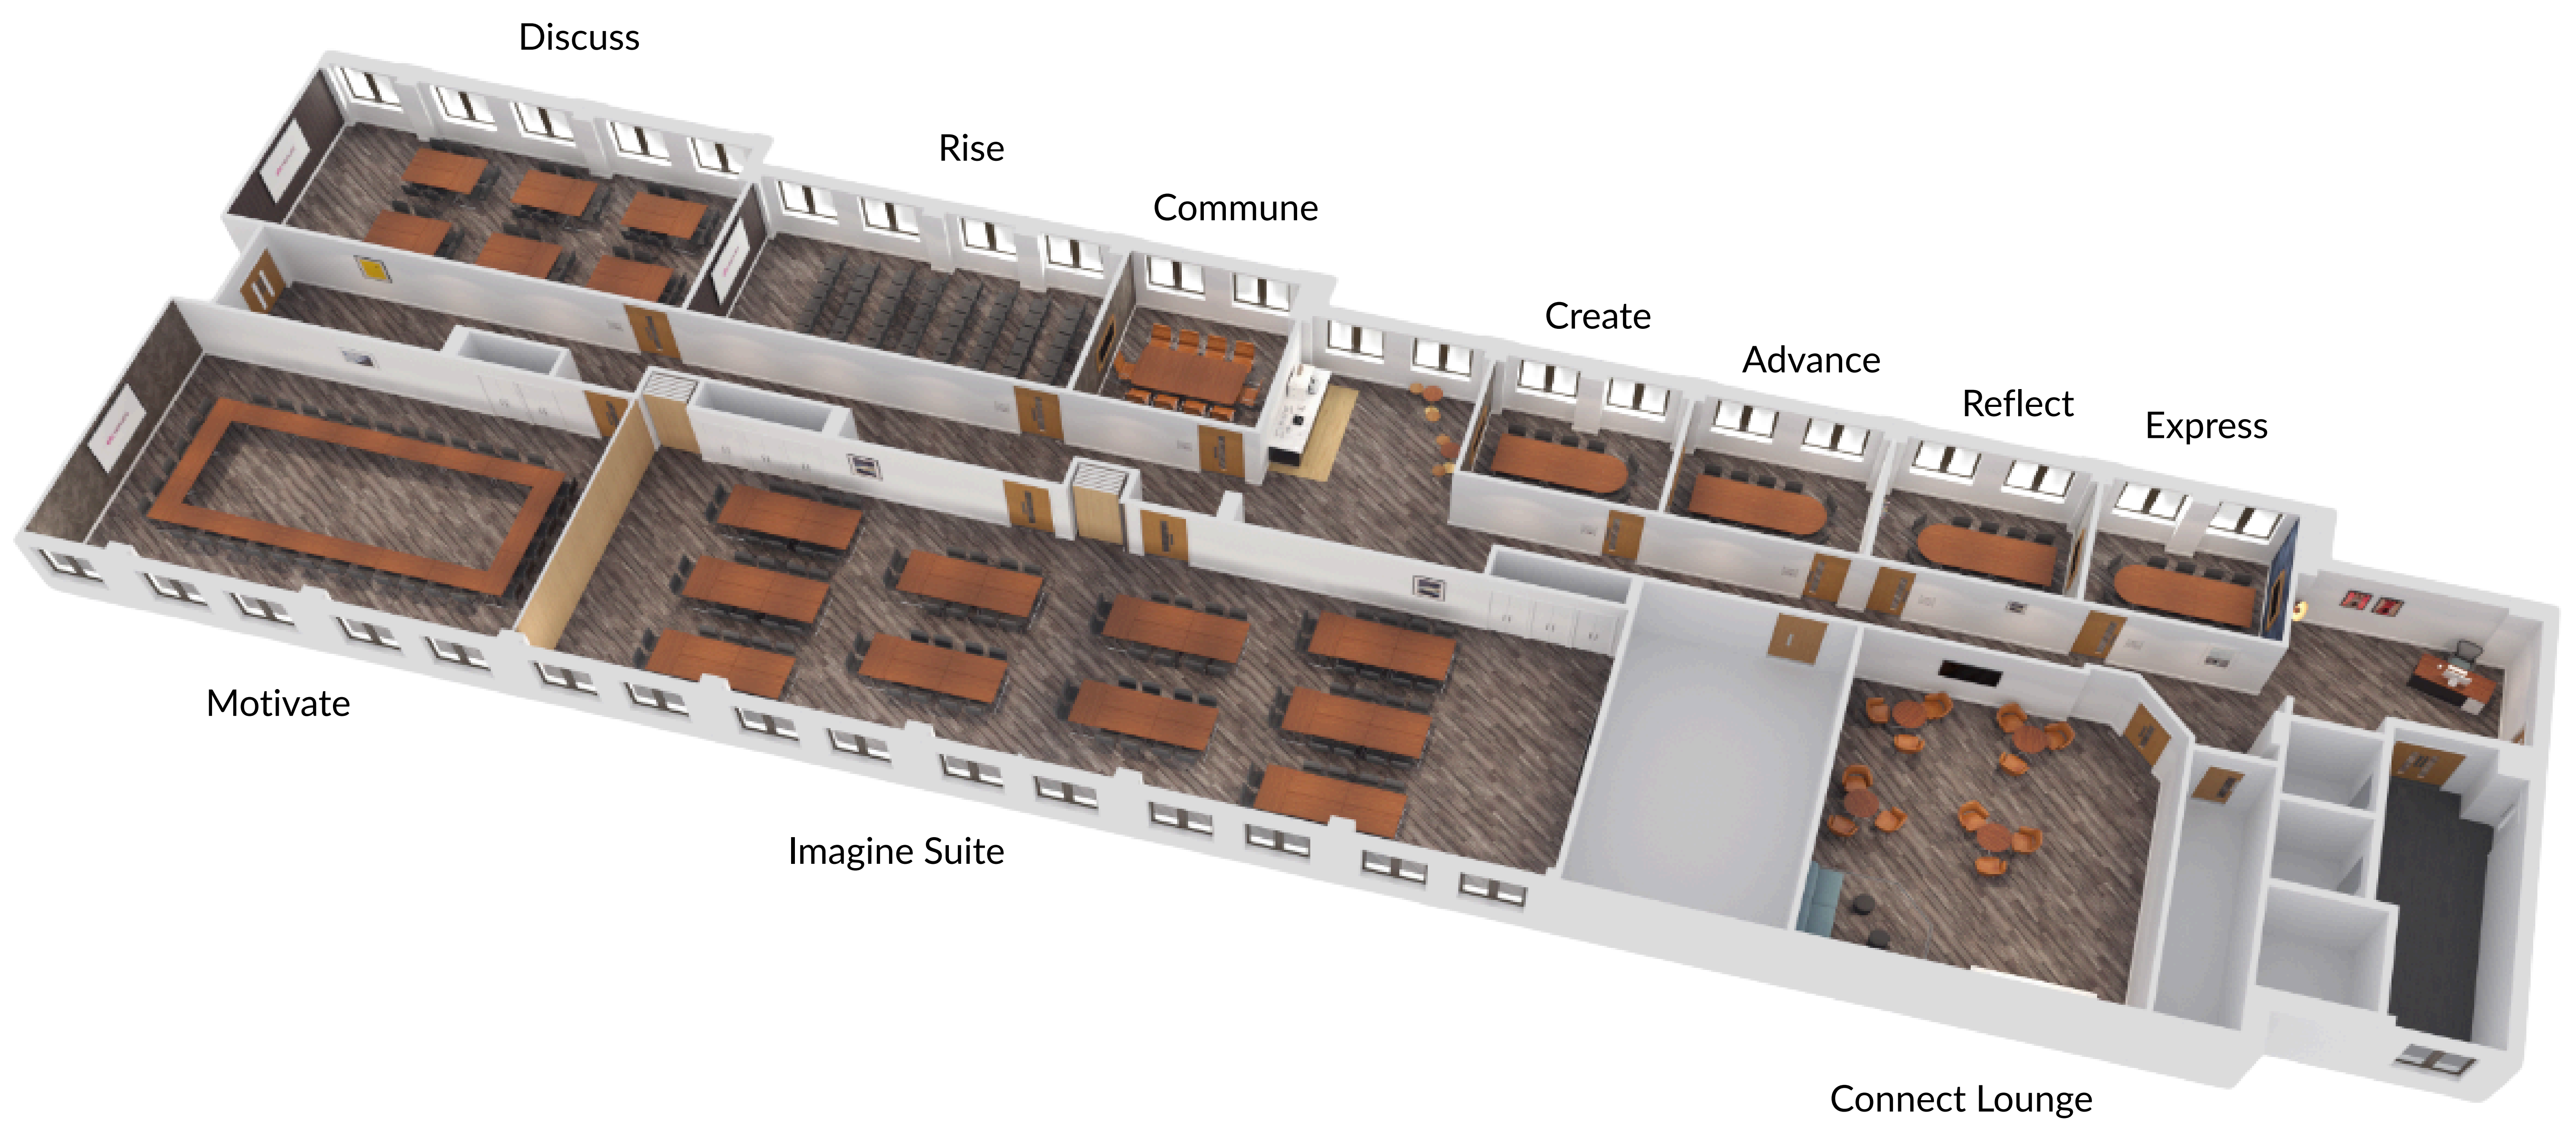 Discuss
Rise
Commune
Create
Advance
Reflect
Express
Motivate
Imagine Suite
Connect Lounge